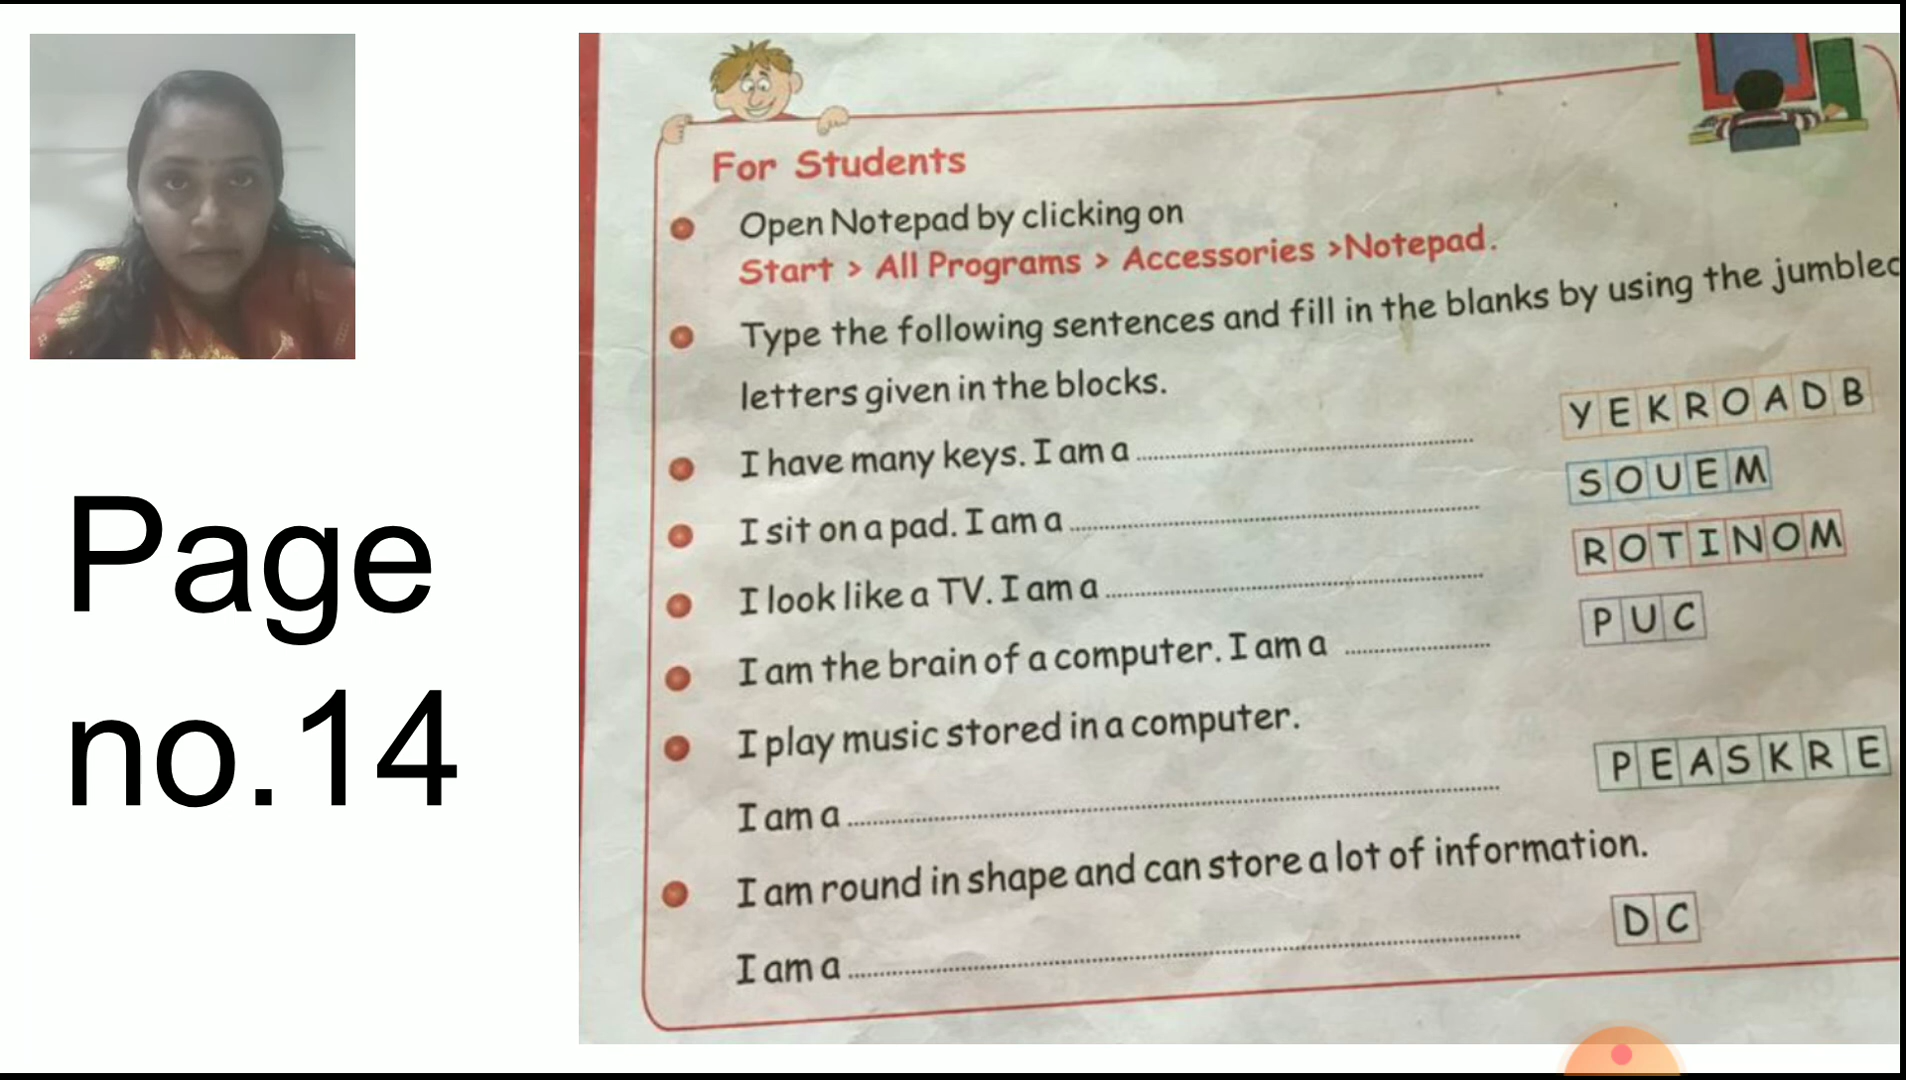 Page
no.14
For Students
Open Notepad by clicking on
Start > All Programs > Accessories >Notepad.
Type the following sentences and fill in the blanks by using the jumbled
letters given in the blocks.
I have many keys. I am a .......... YEKROADB
I sit on a pad. I am a .......... SOUEM
I look like a TV. I am a .......... ROTINOM
I am the brain of a computer. I am a .......... PUC
I play music stored in a computer.
I am a .......... PEASKRE
I am round in shape and can store a lot of information.
I am a .......... DC